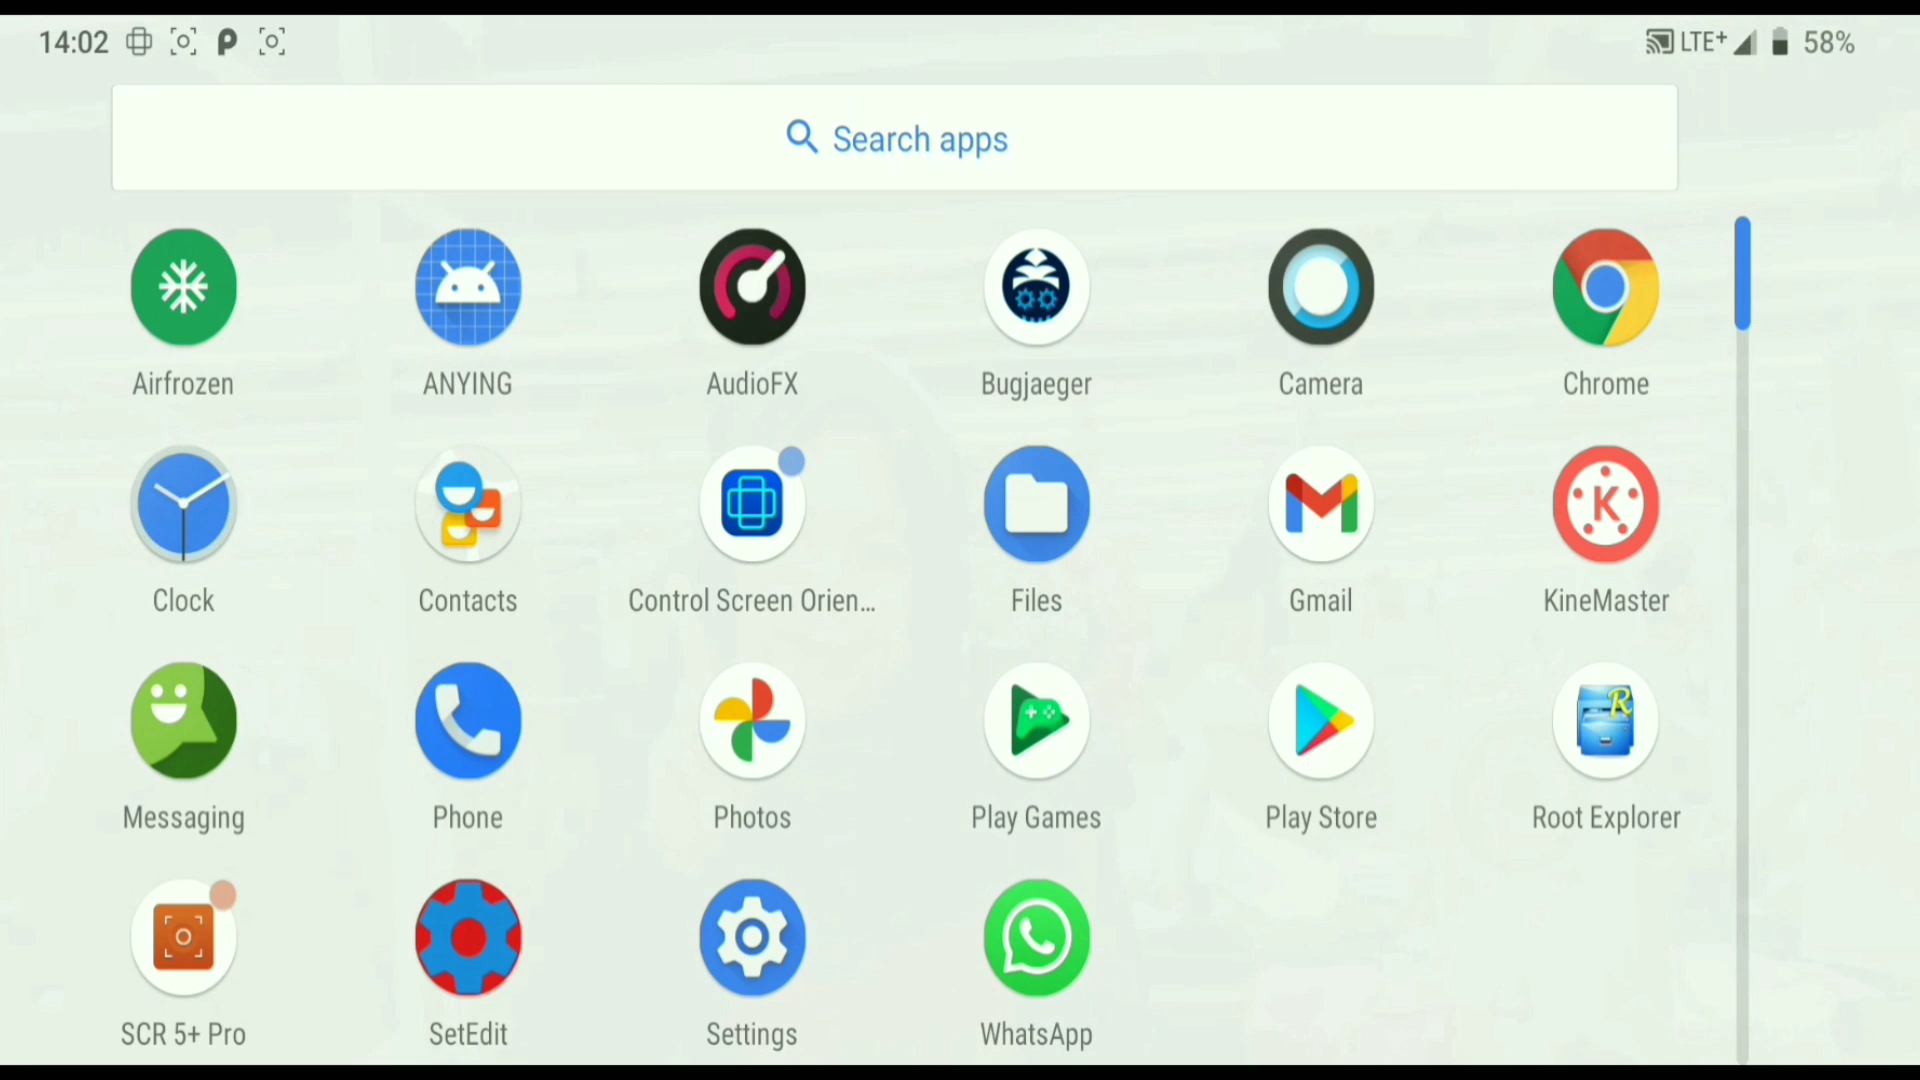 14:02 LTE+ 58%
Search apps
Airfrozen ANYING AudioFX Bugjaeger Camera Chrome
Clock Contacts Control Screen Orien... Files Gmail KineMaster
Messaging Phone Photos Play Games Play Store Root Explorer
SCR 5+ Pro SetEdit Settings WhatsApp